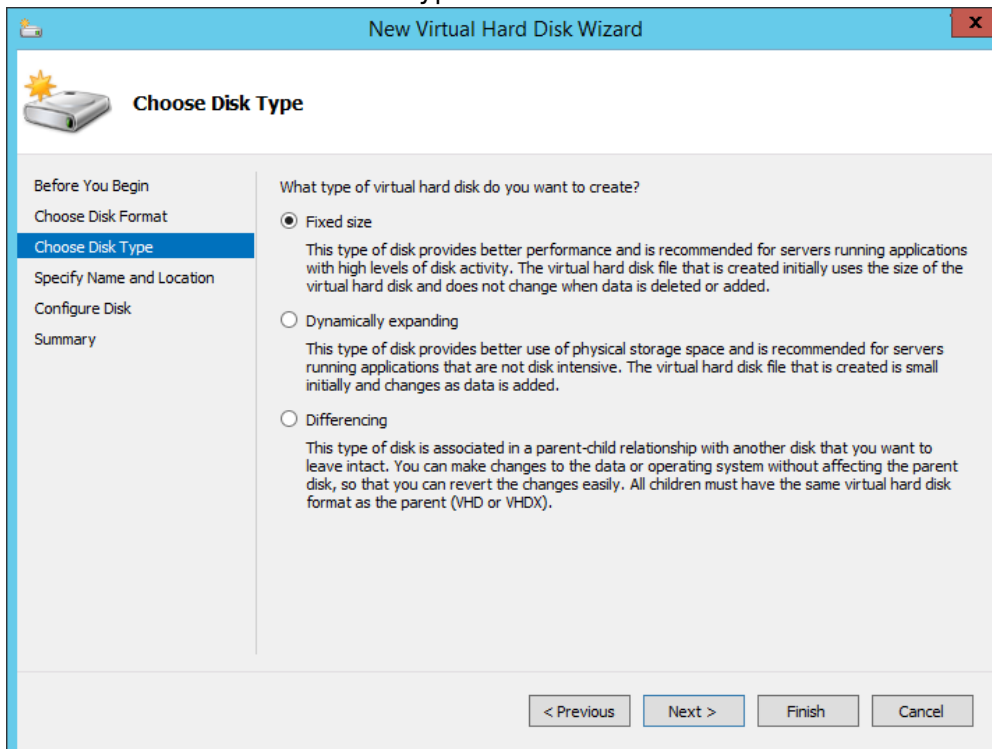 New Virtual Hard Disk Wizard
x
Choose Disk Type
Before You Begin
Choose Disk Format
Choose Disk Type
Specify Name and Location
Configure Disk
Summary
What type of virtual hard disk do you want to create?
Fixed size
This type of disk provides better performance and is recommended for servers running applications
with high levels of disk activity. The virtual hard disk file that is created initially uses the size of the
virtual hard disk and does not change when data is deleted or added.
Dynamically expanding
This type of disk provides better use of physical storage space and is recommended for servers
running applications that are not disk intensive. The virtual hard disk file that is created is small
initially and changes as data is added.
Differencing
This type of disk is associated in a parent-child relationship with another disk that you want to
leave intact. You can make changes to the data or operating system without affecting the parent
disk, so that you can revert the changes easily. All children must have the same virtual hard disk
format as the parent (VHD or VHDX).
< Previous
Next >
Finish
Cancel